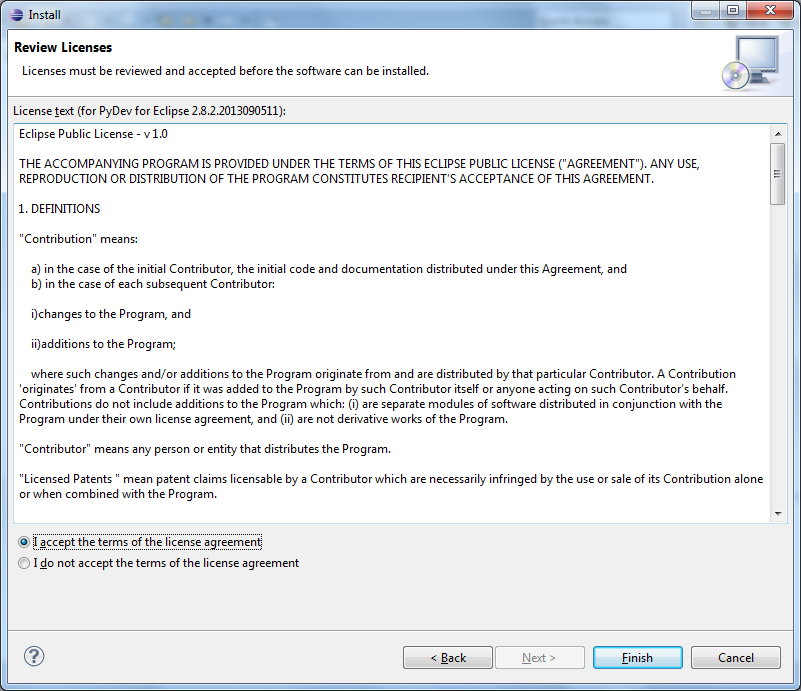 Install
Review Licenses
Licenses must be reviewed and accepted before the software can be installed.
License text (for PyDev for Eclipse 2.8.2.2013090511):
Eclipse Public License - v 1.0
THE ACCOMPANYING PROGRAM IS PROVIDED UNDER THE TERMS OF THIS ECLIPSE PUBLIC LICENSE ("AGREEMENT"). ANY USE,
REPRODUCTION OR DISTRIBUTION OF THE PROGRAM CONSTITUTES RECIPIENT'S ACCEPTANCE OF THIS AGREEMENT.
1. DEFINITIONS
"Contribution" means:
a) in the case of the initial Contributor, the initial code and documentation distributed under this Agreement, and
b) in the case of each subsequent Contributor:
i)changes to the Program, and
ii)additions to the Program;
where such changes and/or additions to the Program originate from and are distributed by that particular Contributor. A Contribution
'originates' from a Contributor if it was added to the Program by such Contributor itself or anyone acting on such Contributor's behalf.
Contributions do not include additions to the Program which: (i) are separate modules of software distributed in conjunction with the
Program under their own license agreement, and (ii) are not derivative works of the Program.
"Contributor" means any person or entity that distributes the Program.
"Licensed Patents " mean patent claims licensable by a Contributor which are necessarily infringed by the use or sale of its Contribution alone
or when combined with the Program.
I accept the terms of the license agreement
I do not accept the terms of the license agreement
< Back
Next >
Finish
Cancel